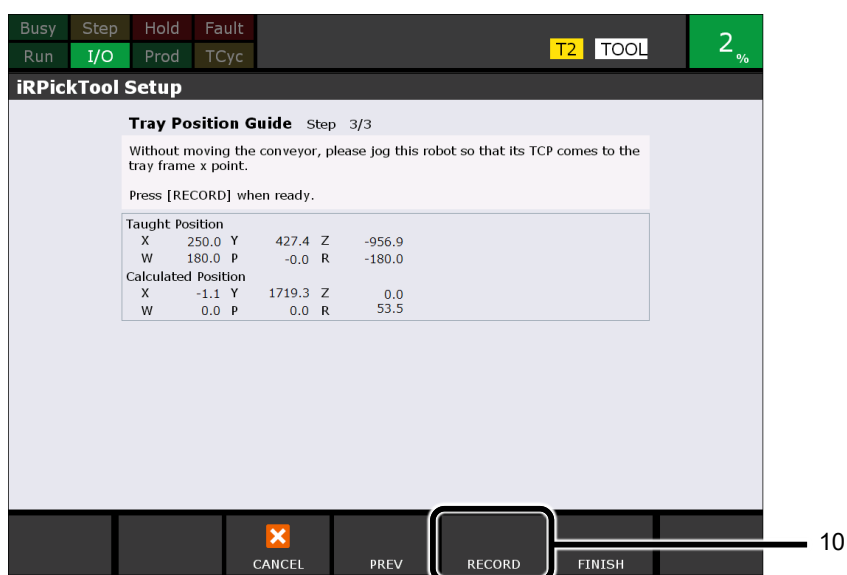 Busy Step Hold Fault
Run I/O Prod TCyc
T2 TOOL
2 %
iRPickTool Setup
Tray Position Guide Step 3/3
Without moving the conveyor, please jog this robot so that its TCP comes to the
tray frame x point.
Press [RECORD] when ready.
Taught Position
X 250.0 Y 427.4 Z -956.9
W 180.0 P -0.0 R -180.0
Calculated Position
X -1.1 Y 1719.3 Z 0.0
W 0.0 P 0.0 R 53.5
CANCEL PREV RECORD FINISH
10